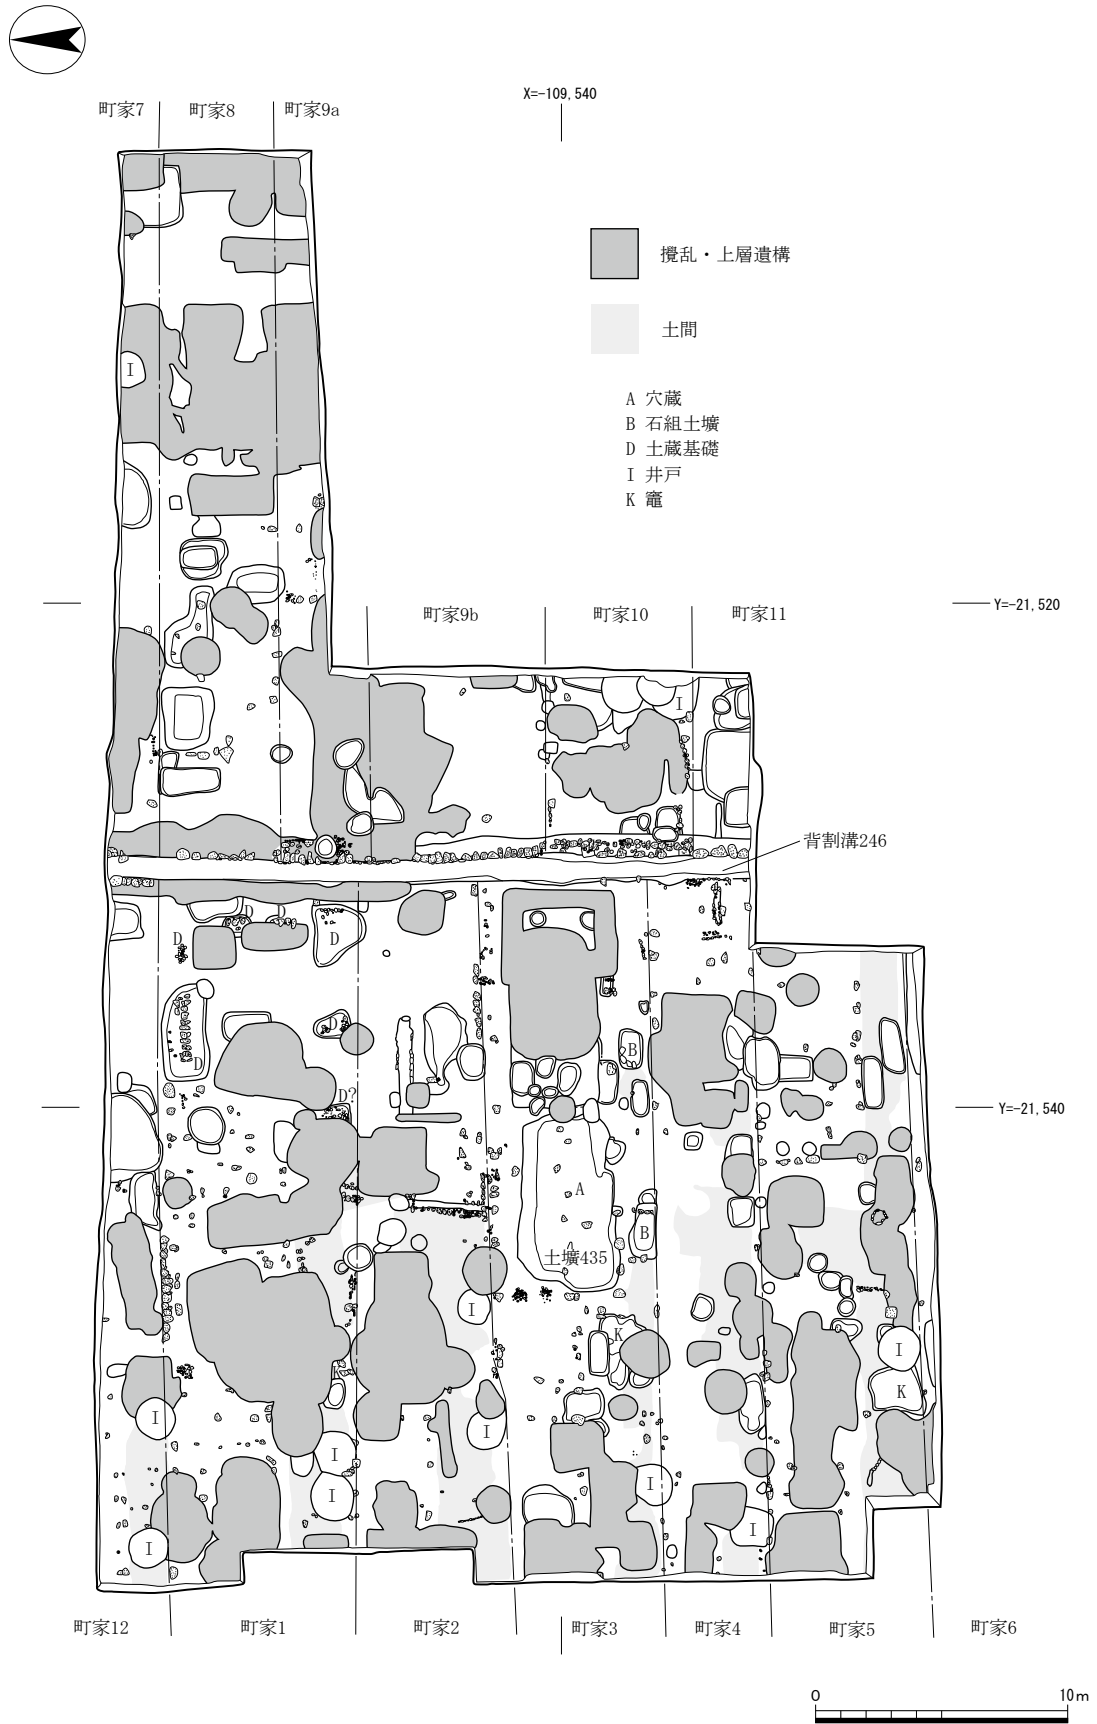 X=-109,540
町家7 町家8 町家9a
攪乱・上層遺構
土間
A 穴蔵
B 石組土壙
D 土蔵基礎
I 井戸
K 竈
I
町家9b 町家10 町家11
Y=-21,520
I
背割溝246
D D
D D
D
B
D
D?
Y=-21,540
A
B
土壙435
I
K
I
K
I I
I
I
I
I
I
町家12 町家1 町家2 町家3 町家4 町家5 町家6
0 10m